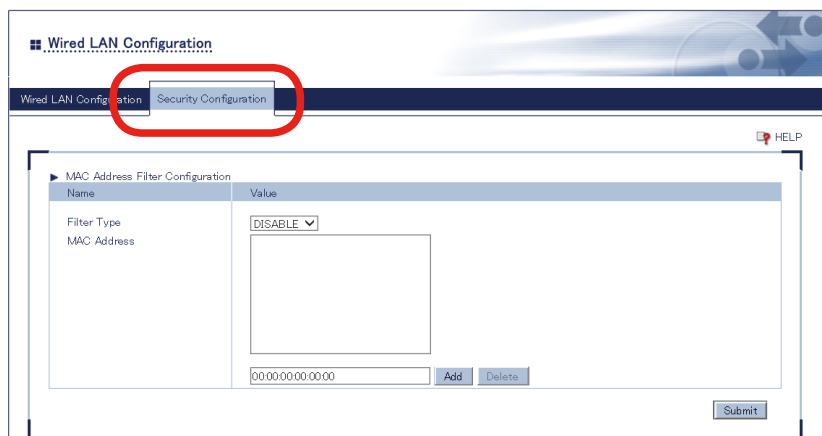 Wired LAN Configuration
Wired LAN Configuration Security Configuration
HELP
MAC Address Filter Configuration
Name Value
Filter Type DISABLE
MAC Address
00:00:00:00:00:00 Add Delete
Submit